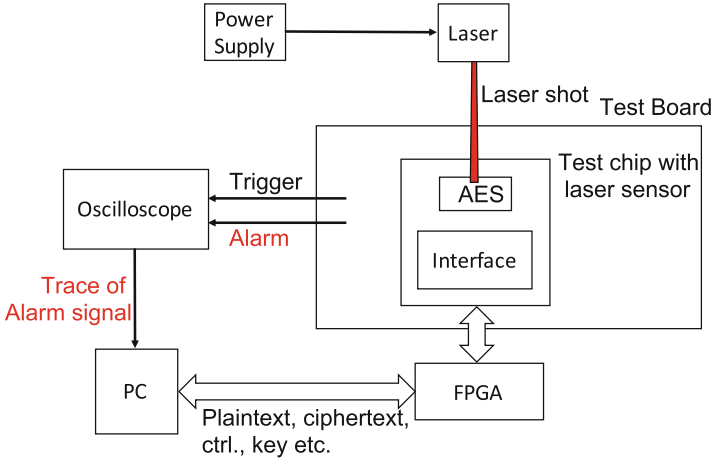 Power
Supply
Laser
Laser shot
Test Board
Test chip with
laser sensor
AES
Trigger
Oscilloscope
Alarm
Interface
Trace of
Alarm signal
PC
FPGA
Plaintext, ciphertext,
ctrl., key etc.